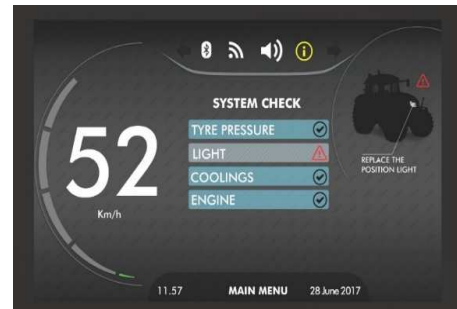 SYSTEM CHECK
TYRE PRESSURE
LIGHT
COOLINGS
ENGINE
52
Km/h
REPLACE THE
POSITION LIGHT
11.57
MAIN MENU
28 June 2017